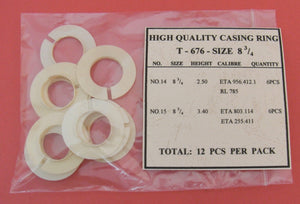 HIGH QUALITY CASING RING
T - 676 - SIZE 8 3/4
NO. SIZE HEIGHT CALIBRE QUANTITY
NO.14 8 3/4 2.50 ETA 956.412.1 6PCS
BL 785
NO.15 8 3/4 3.40 ETA 803.114 6PCS
ETA 255.411
TOTAL: 12 PCS PER PACK